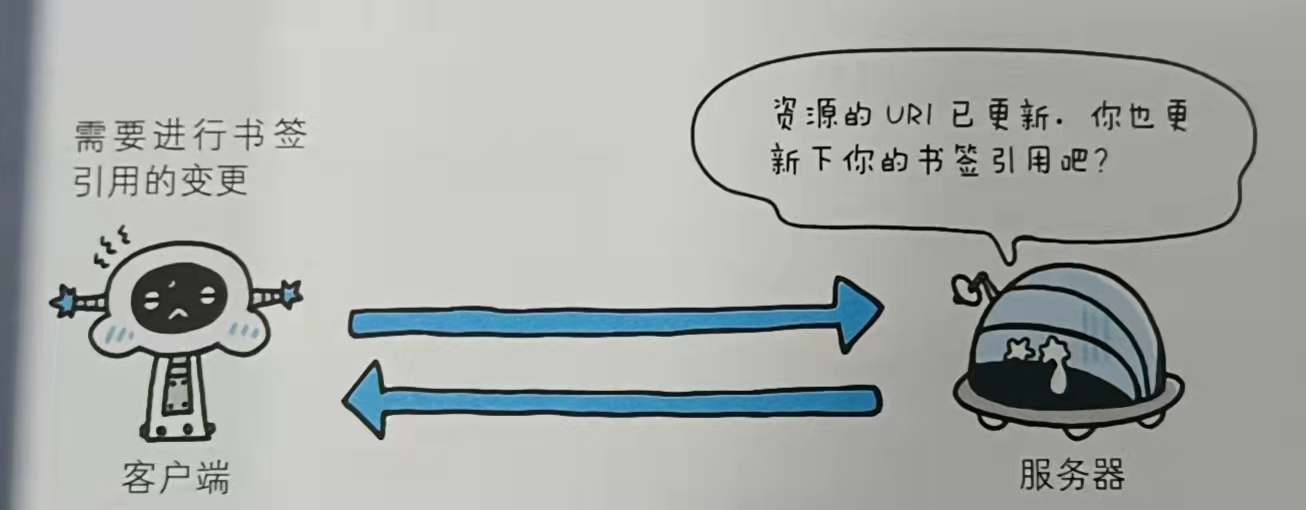 需要进行书签
引用的变更
资源的 URI 已更新. 你也更
新下你的书签引用吧?
客户端
服务器